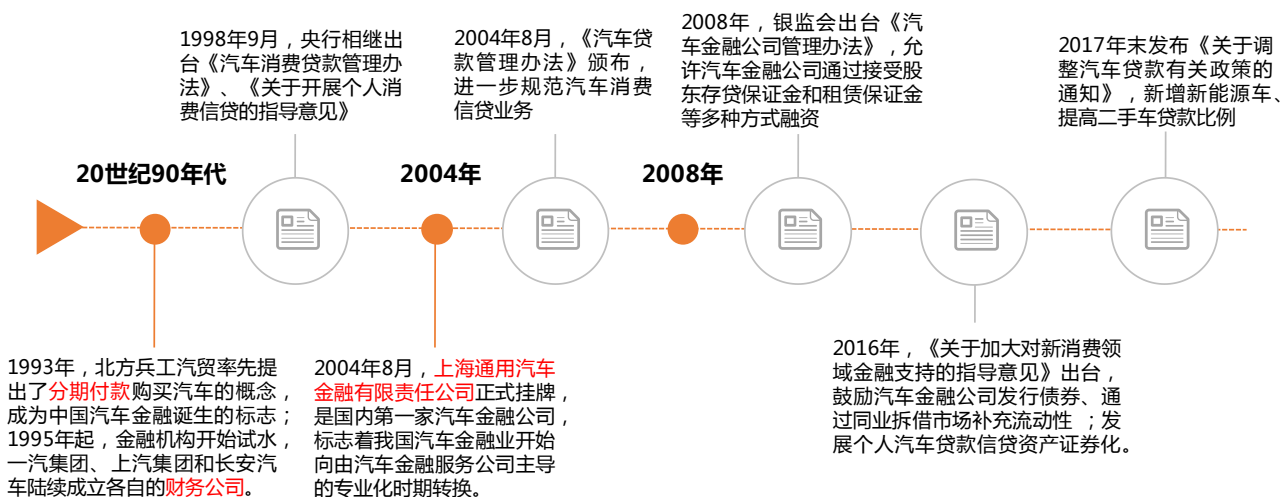 1998年9月，央行相继出
台《汽车消费贷款管理办
法》、《关于开展个人消
费信贷的指导意见》
2004年8月，《汽车贷
款管理办法》颁布，
进一步规范汽车消费
信贷业务
2008年，银监会出台《汽
车金融公司管理办法》，允
许汽车金融公司通过接受股
东存贷保证金和租赁保证金
等多种方式融资
2017年末发布《关于调
整汽车贷款有关政策的
通知》，新增新能源车、
提高二手车贷款比例
20世纪90年代
2004年
2008年
1993年，北方兵工汽贸率先提
出了分期付款购买汽车的概念，
成为中国汽车金融诞生的标志；
1995年起，金融机构开始试水，
一汽集团、上汽集团和长安汽
车陆续成立各自的财务公司。
2004年8月，上海通用汽车
金融有限责任公司正式挂牌，
是国内第一家汽车金融公司，
标志着我国汽车金融业开始
向由汽车金融服务公司主导
的专业化时期转换。
2016年，《关于加大对新消费领
域金融支持的指导意见》出台，
鼓励汽车金融公司发行债券、通
过同业拆借市场补充流动性 ；发
展个人汽车贷款信贷资产证券化。